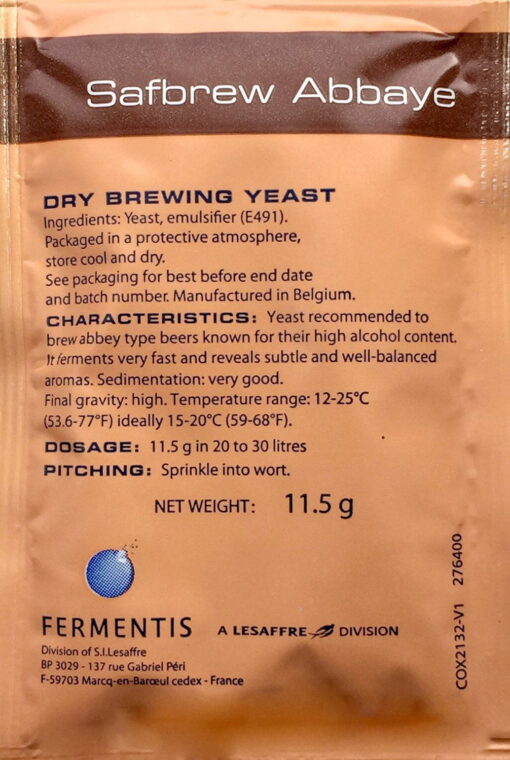 Safbrew Abbaye
DRY BREWING YEAST
Ingredients: Yeast, emulsifier (E491).
Packaged in a protective atmosphere,
store cool and dry.
See packaging for best before end date
and batch number. Manufactured in Belgium.
CHARACTERISTICS: Yeast recommended to
brew abbey type beers known for their high alcohol content.
It ferments very fast and reveals subtle and well-balanced
aromas. Sedimentation: very good.
Final gravity: high. Temperature range: 12-25°C
(53.6-77°F) ideally 15-20°C (59-68°F).
DOSAGE: 11.5 g in 20 to 30 litres
PITCHING: Sprinkle into wort.
NET WEIGHT: 11.5 g
FERMENTIS A LESAFFRE DIVISION
Division of S.I.Lesaffre
BP 3029 - 137 rue Gabriel Péri
F-59703 Marcq-en-Barœul cedex - France
COX2132-V1 276400